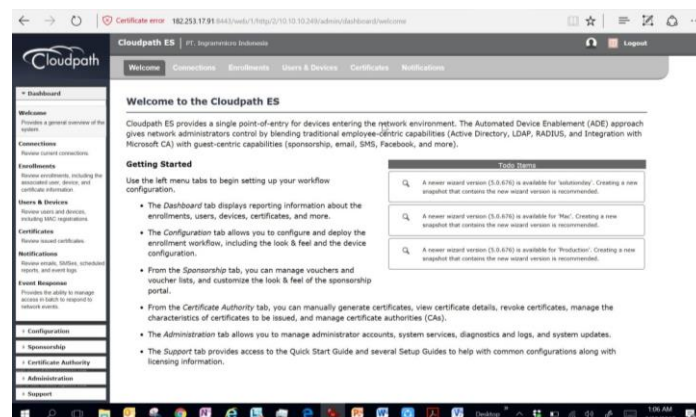 Certificate error 182.253.17.91:8443/web/1/http/2/10.10.10.249/admin/dashboard/welcome
Cloudpath
Cloudpath ES | PT. Ingrammicro Indonesia
Logout
Welcome Connections Enrollments Users & Devices Certificates Notifications
Dashboard
Welcome
Provides a general overview of the
system.
Connections
Review current connections.
Enrollments
Review enrollments, including the
associated user, device, and
certificate information
Users & Devices
Review users and devices,
including MAC registrations
Certificates
Review issued certificates.
Notifications
Review emails, SMSes, scheduled
reports, and event logs
Event Response
Provides the ability to manage
access in batch to respond to
network events.
Configuration
Sponsorship
Certificate Authority
Administration
Support
Welcome to the Cloudpath ES
Cloudpath ES provides a single point-of-entry for devices entering the network environment. The Automated Device Enablement (ADE) approach
gives network administrators control by blending traditional employee-centric capabilities (Active Directory, LDAP, RADIUS, and Integration with
Microsoft CA) with guest-centric capabilities (sponsorship, email, SMS, Facebook, and more).
Getting Started
Use the left menu tabs to begin setting up your workflow
configuration.
• The Dashboard tab displays reporting information about the
enrollments, users, devices, certificates, and more.
• The Configuration tab allows you to configure and deploy the
enrollment workflow, including the look & feel and the device
configuration.
• From the Sponsorship tab, you can manage vouchers and
voucher lists, and customize the look & feel of the sponsorship
portal.
• From the Certificate Authority tab, you can manually generate certificates, view certificate details, revoke certificates, manage the
characteristics of certificates to be issued, and manage certificate authorities (CAs).
• The Administration tab allows you to manage administrator accounts, system services, diagnostics and logs, and system updates.
• The Support tab provides access to the Quick Start Guide and several Setup Guides to help with common configurations along with
licensing information.
Todo Items
A newer wizard version (5.0.676) is available for 'solutionday'. Creating a new
snapshot that contains the new wizard version is recommended.
A newer wizard version (5.0.676) is available for 'Mac'. Creating a new
snapshot that contains the new wizard version is recommended.
A newer wizard version (5.0.676) is available for 'Production'. Creating a new
snapshot that contains the new wizard version is recommended.
Desktop
1:06 AM